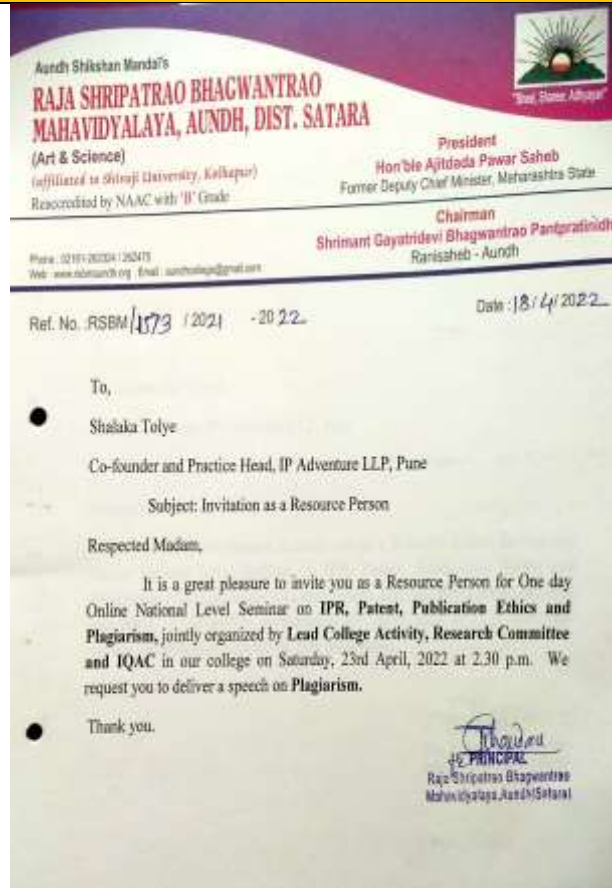 Aundh Shikshan Mandal's
RAJA SHRIPATRAO BHAGWANTRAO
MAHAVIDYALAYA, AUNDH, DIST. SATARA
(Art & Science)
(affiliated to Shivaji University, Kolhapur)
Reaccredited by NAAC with 'B' Grade
President
Hon'ble Ajitdada Pawar Saheb
Former Deputy Chief Minister, Maharashtra State
Chairman
Shrimant Gayatridevi Bhagwantrao Pantpratinidhi
Ranisaheb - Aundh
Phone :
Web : Email :
Ref. No. :RSBM/1573 / 2021 - 2022
Date : 18/4/2022
To,
Shalaka Tolye
Co-founder and Practice Head, IP Adventure LLP, Pune
Subject: Invitation as a Resource Person
Respected Madam,
It is a great pleasure to invite you as a Resource Person for One day
Online National Level Seminar on IPR, Patent, Publication Ethics and
Plagiarism, jointly organized by Lead College Activity, Research Committee
and IQAC in our college on Saturday, 23rd April, 2022 at 2.30 p.m. We
request you to deliver a speech on Plagiarism.
Thank you.
PRINCIPAL
Raja Shripatrao Bhagwantrao
Mahavidyalaya,Aundh(Satara)